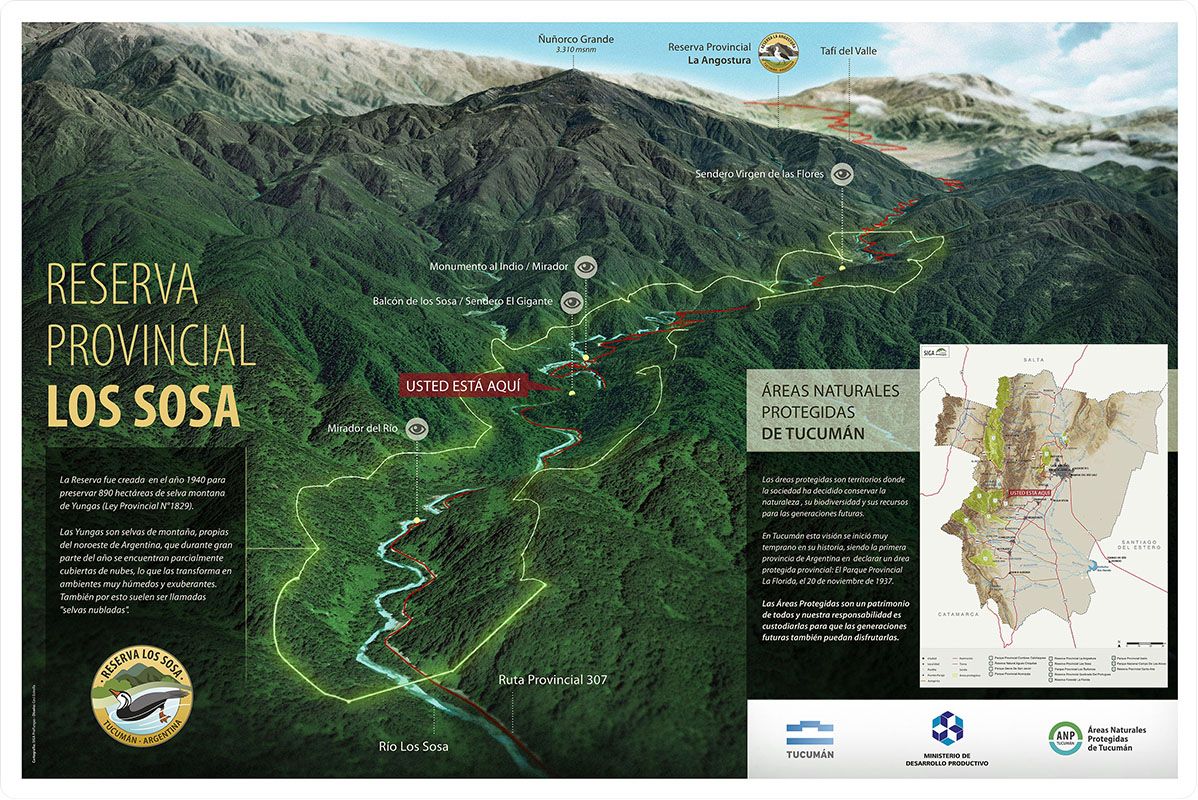 Ñuñorco Grande
3.310 msnm
Reserva Provincial
La Angostura
Tafí del Valle
Sendero Virgen de las Flores
Monumento al Indio / Mirador
Balcón de los Sosa / Sendero El Gigante
USTED ESTÁ AQUÍ
Mirador del Río
RESERVA
PROVINCIAL
LOS SOSA
La Reserva fue creada en el año 1940 para
preservar 890 hectáreas de selva montana
de Yungas (Ley Provincial N°1829).
Las Yungas son selvas de montaña, propias
del noroeste de Argentina, que durante gran
parte del año se encuentran parcialmente
cubiertas de nubes, lo que las transforma en
ambientes muy húmedos y exuberantes.
También por esto suelen ser llamadas
"selvas nubladas".
RESERVA LOS SOSA
TUCUMÁN - ARGENTINA
Río Los Sosa
Ruta Provincial 307
ÁREAS NATURALES
PROTEGIDAS
DE TUCUMÁN
Las áreas protegidas son territorios donde
la sociedad ha decidido conservar la
naturaleza , su biodiversidad y sus recursos
para las generaciones futuras.
En Tucumán esta visión se inició muy
temprano en su historia, siendo la primera
provincia de Argentina en declarar un área
protegida provincial: El Parque Provincial
La Florida, el 20 de noviembre de 1937.
Las Áreas Protegidas son un patrimonio
de todos y nuestra responsabilidad es
custodiarlas para que las generaciones
futuras también puedan disfrutarlas.
SIGA
SALTA
USTED ESTÁ AQUÍ
SANTIAGO
DEL ESTERO
CATAMARCA
TUCUMÁN
MINISTERIO DE
DESARROLLO PRODUCTIVO
ANP
TUCUMÁN
Áreas Naturales
Protegidas
de Tucumán